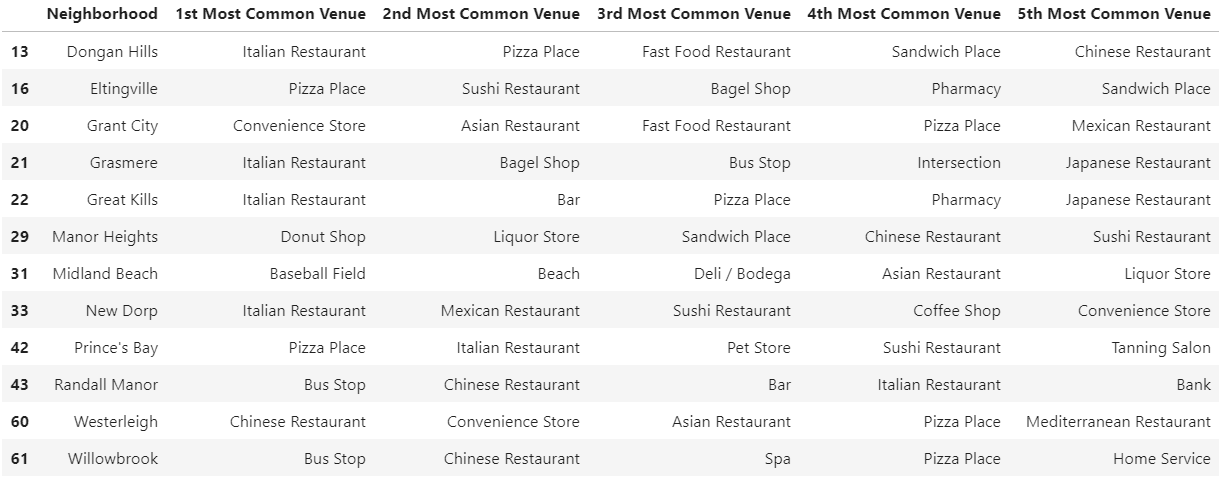 Neighborhood 1st Most Common Venue 2nd Most Common Venue 3rd Most Common Venue 4th Most Common Venue 5th Most Common Venue
13 Dongan Hills Italian Restaurant Pizza Place Fast Food Restaurant Sandwich Place Chinese Restaurant
16 Eltingville Pizza Place Sushi Restaurant Bagel Shop Pharmacy Sandwich Place
20 Grant City Convenience Store Asian Restaurant Fast Food Restaurant Pizza Place Mexican Restaurant
21 Grasmere Italian Restaurant Bagel Shop Bus Stop Intersection Japanese Restaurant
22 Great Kills Italian Restaurant Bar Pizza Place Pharmacy Japanese Restaurant
29 Manor Heights Donut Shop Liquor Store Sandwich Place Chinese Restaurant Sushi Restaurant
31 Midland Beach Baseball Field Beach Deli / Bodega Asian Restaurant Liquor Store
33 New Dorp Italian Restaurant Mexican Restaurant Sushi Restaurant Coffee Shop Convenience Store
42 Prince's Bay Pizza Place Italian Restaurant Pet Store Sushi Restaurant Tanning Salon
43 Randall Manor Bus Stop Chinese Restaurant Bar Italian Restaurant Bank
60 Westerleigh Chinese Restaurant Convenience Store Asian Restaurant Pizza Place Mediterranean Restaurant
61 Willowbrook Bus Stop Chinese Restaurant Spa Pizza Place Home Service